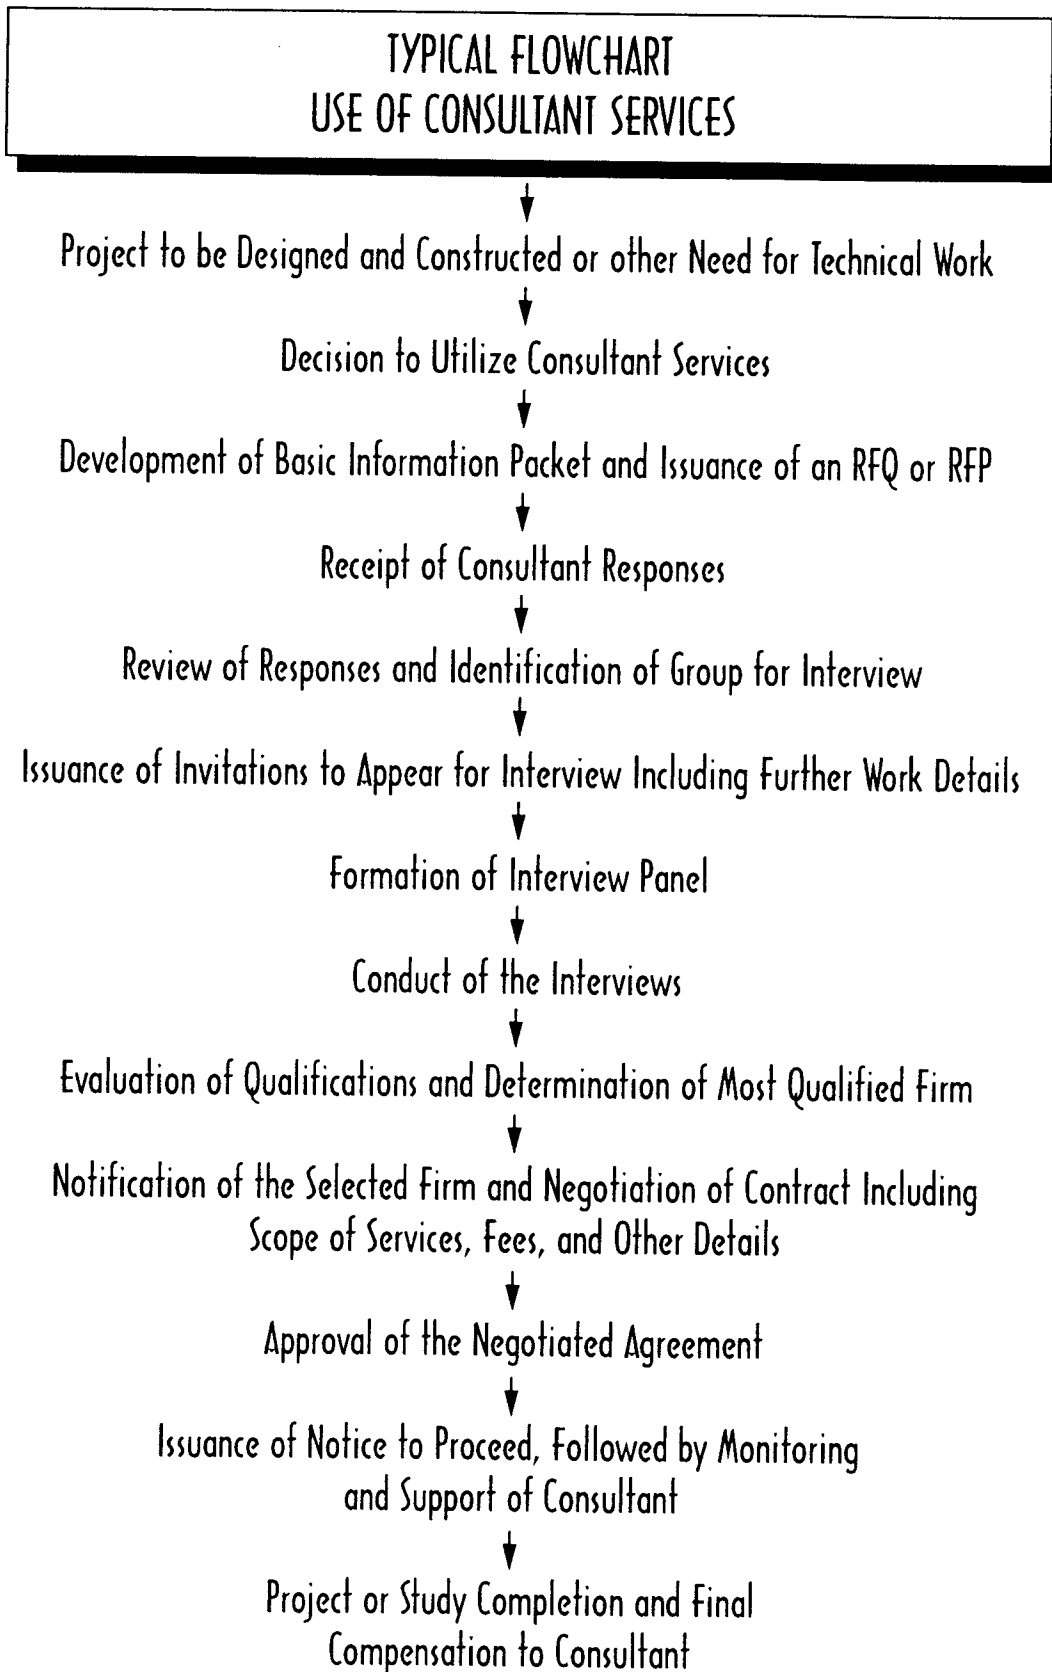 TYPICAL FLOWCHART
USE OF CONSULTANT SERVICES
Project to be Designed and Constructed or other Need for Technical Work
Decision to Utilize Consultant Services
Development of Basic Information Packet and Issuance of an RFQ or RFP
Receipt of Consultant Responses
Review of Responses and Identification of Group for Interview
Issuance of Invitations to Appear for Interview Including Further Work Details
Formation of Interview Panel
Conduct of the Interviews
Evaluation of Qualifications and Determination of Most Qualified Firm
Notification of the Selected Firm and Negotiation of Contract Including
Scope of Services, Fees, and Other Details
Approval of the Negotiated Agreement
Issuance of Notice to Proceed, Followed by Monitoring
and Support of Consultant
Project or Study Completion and Final
Compensation to Consultant